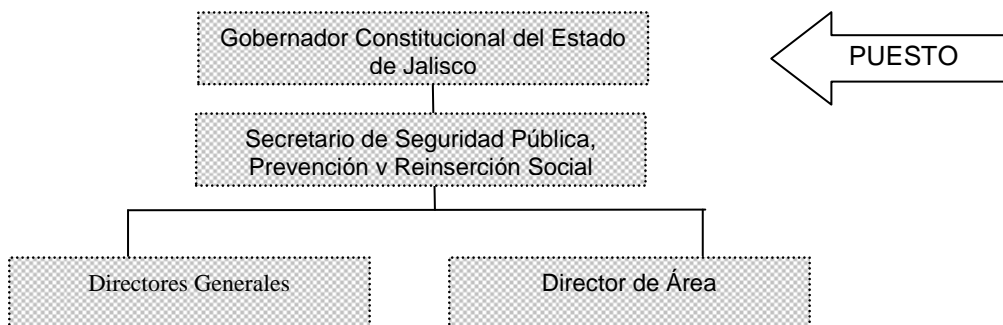 Gobernador Constitucional del Estado
de Jalisco
PUESTO
Secretario de Seguridad Pública,
Prevención v Reinserción Social
Directores Generales
Director de Área